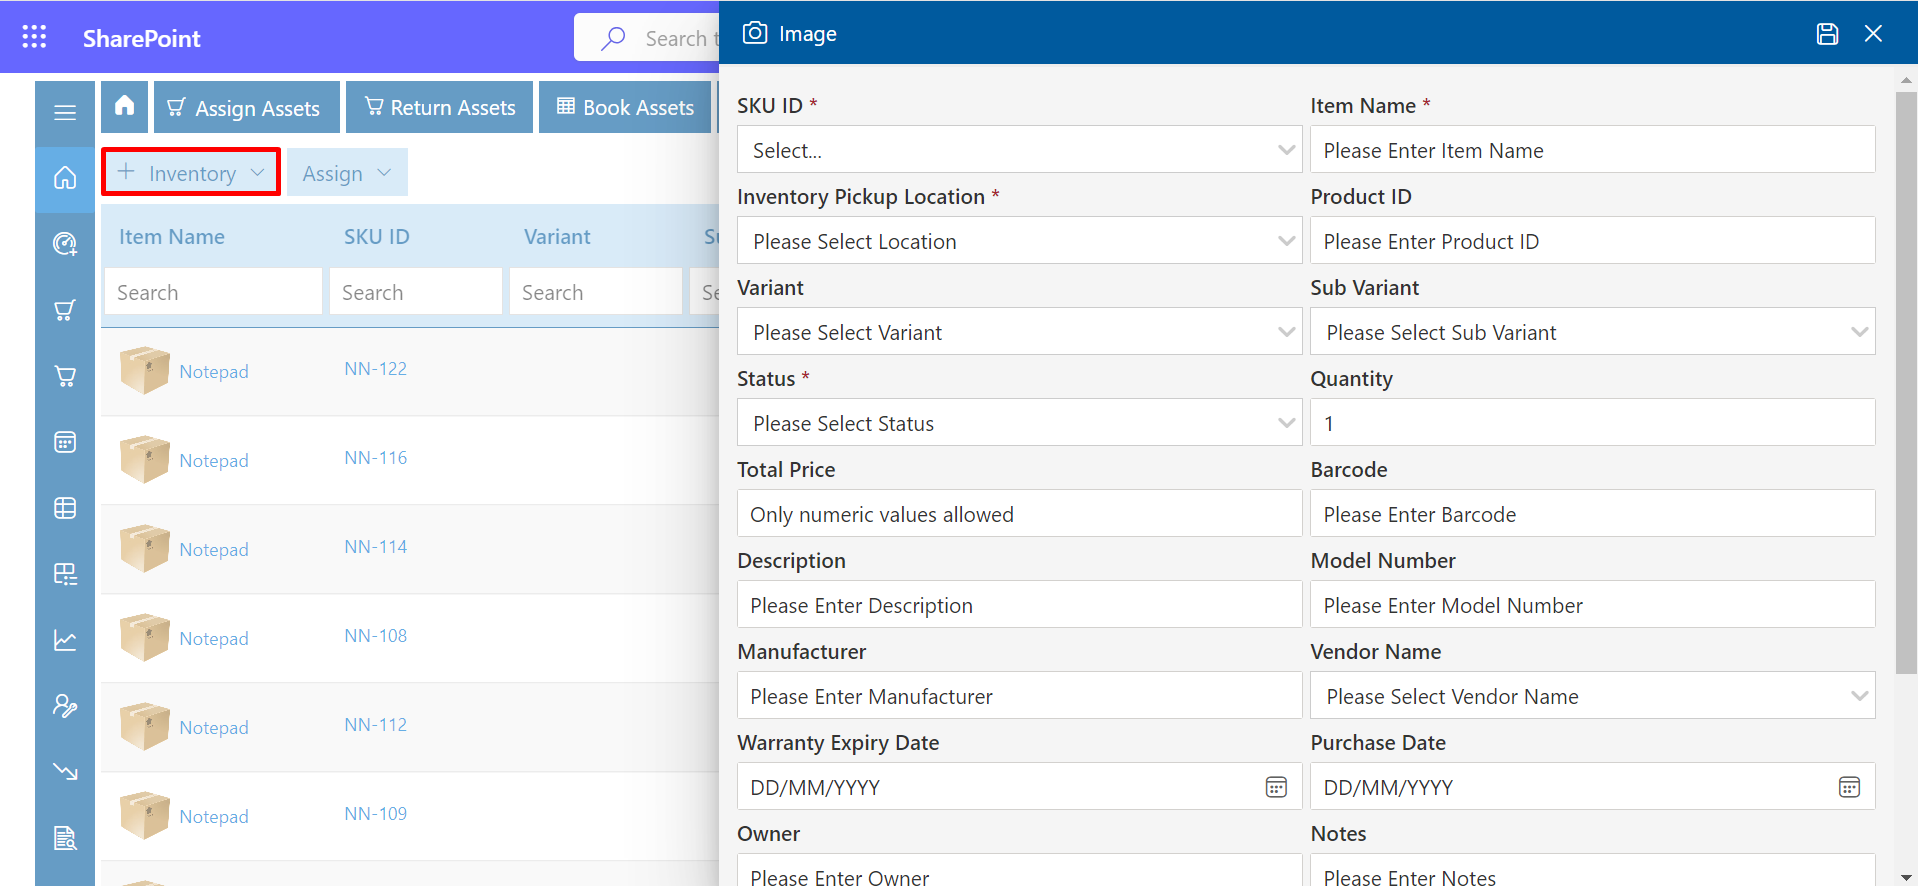 SharePoint
Search t
Image
Assign Assets
Return Assets
Book Assets
Inventory
Assign
Item Name
SKU ID
Variant
Su
Search
Search
Search
Se
Notepad
NN-122
Notepad
NN-116
Notepad
NN-114
Notepad
NN-108
Notepad
NN-112
Notepad
NN-109
SKU ID *
Select...
Item Name *
Please Enter Item Name
Inventory Pickup Location *
Please Select Location
Product ID
Please Enter Product ID
Variant
Please Select Variant
Sub Variant
Please Select Sub Variant
Status *
Please Select Status
Quantity
1
Total Price
Only numeric values allowed
Barcode
Please Enter Barcode
Description
Please Enter Description
Model Number
Please Enter Model Number
Manufacturer
Please Enter Manufacturer
Vendor Name
Please Select Vendor Name
Warranty Expiry Date
DD/MM/YYYY
Purchase Date
DD/MM/YYYY
Owner
Please Enter Owner
Notes
Please Enter Notes